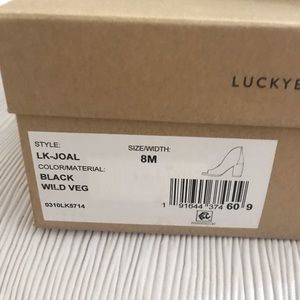 LUCKYB
STYLE:
LK-JOAL
SIZE/WIDTH:
8M
COLOR/MATERIAL:
BLACK
WILD VEG
0310LK5714
1 91644 374 60 9